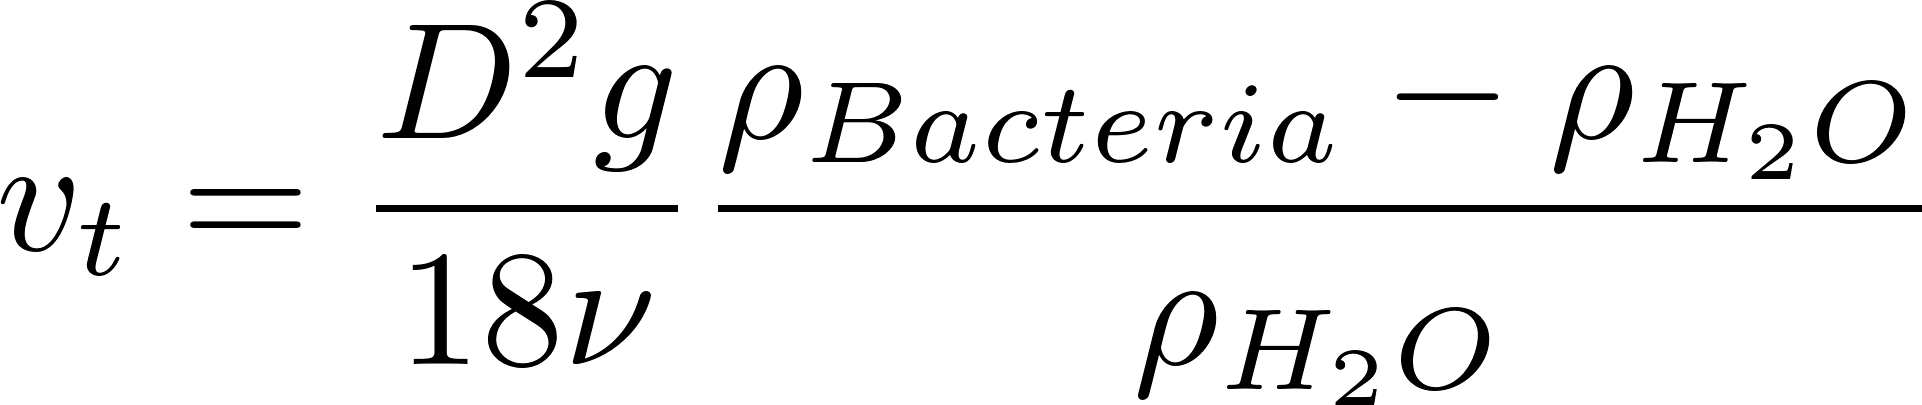 v_t = \frac{D^2 g}{18\nu} \frac{\rho_{Bacteria} - \rho_{H_2O}}{\rho_{H_2O}}